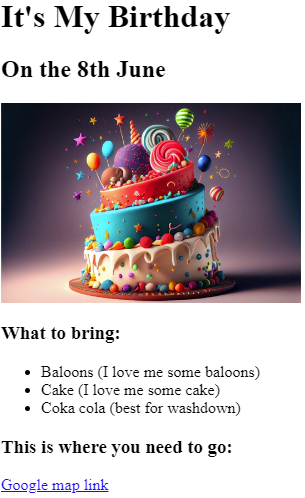 It's My Birthday
On the 8th June
What to bring:
Baloons (I love me some baloons)
Cake (I love me some cake)
Coka cola (best for washdown)
This is where you need to go:
Google map link